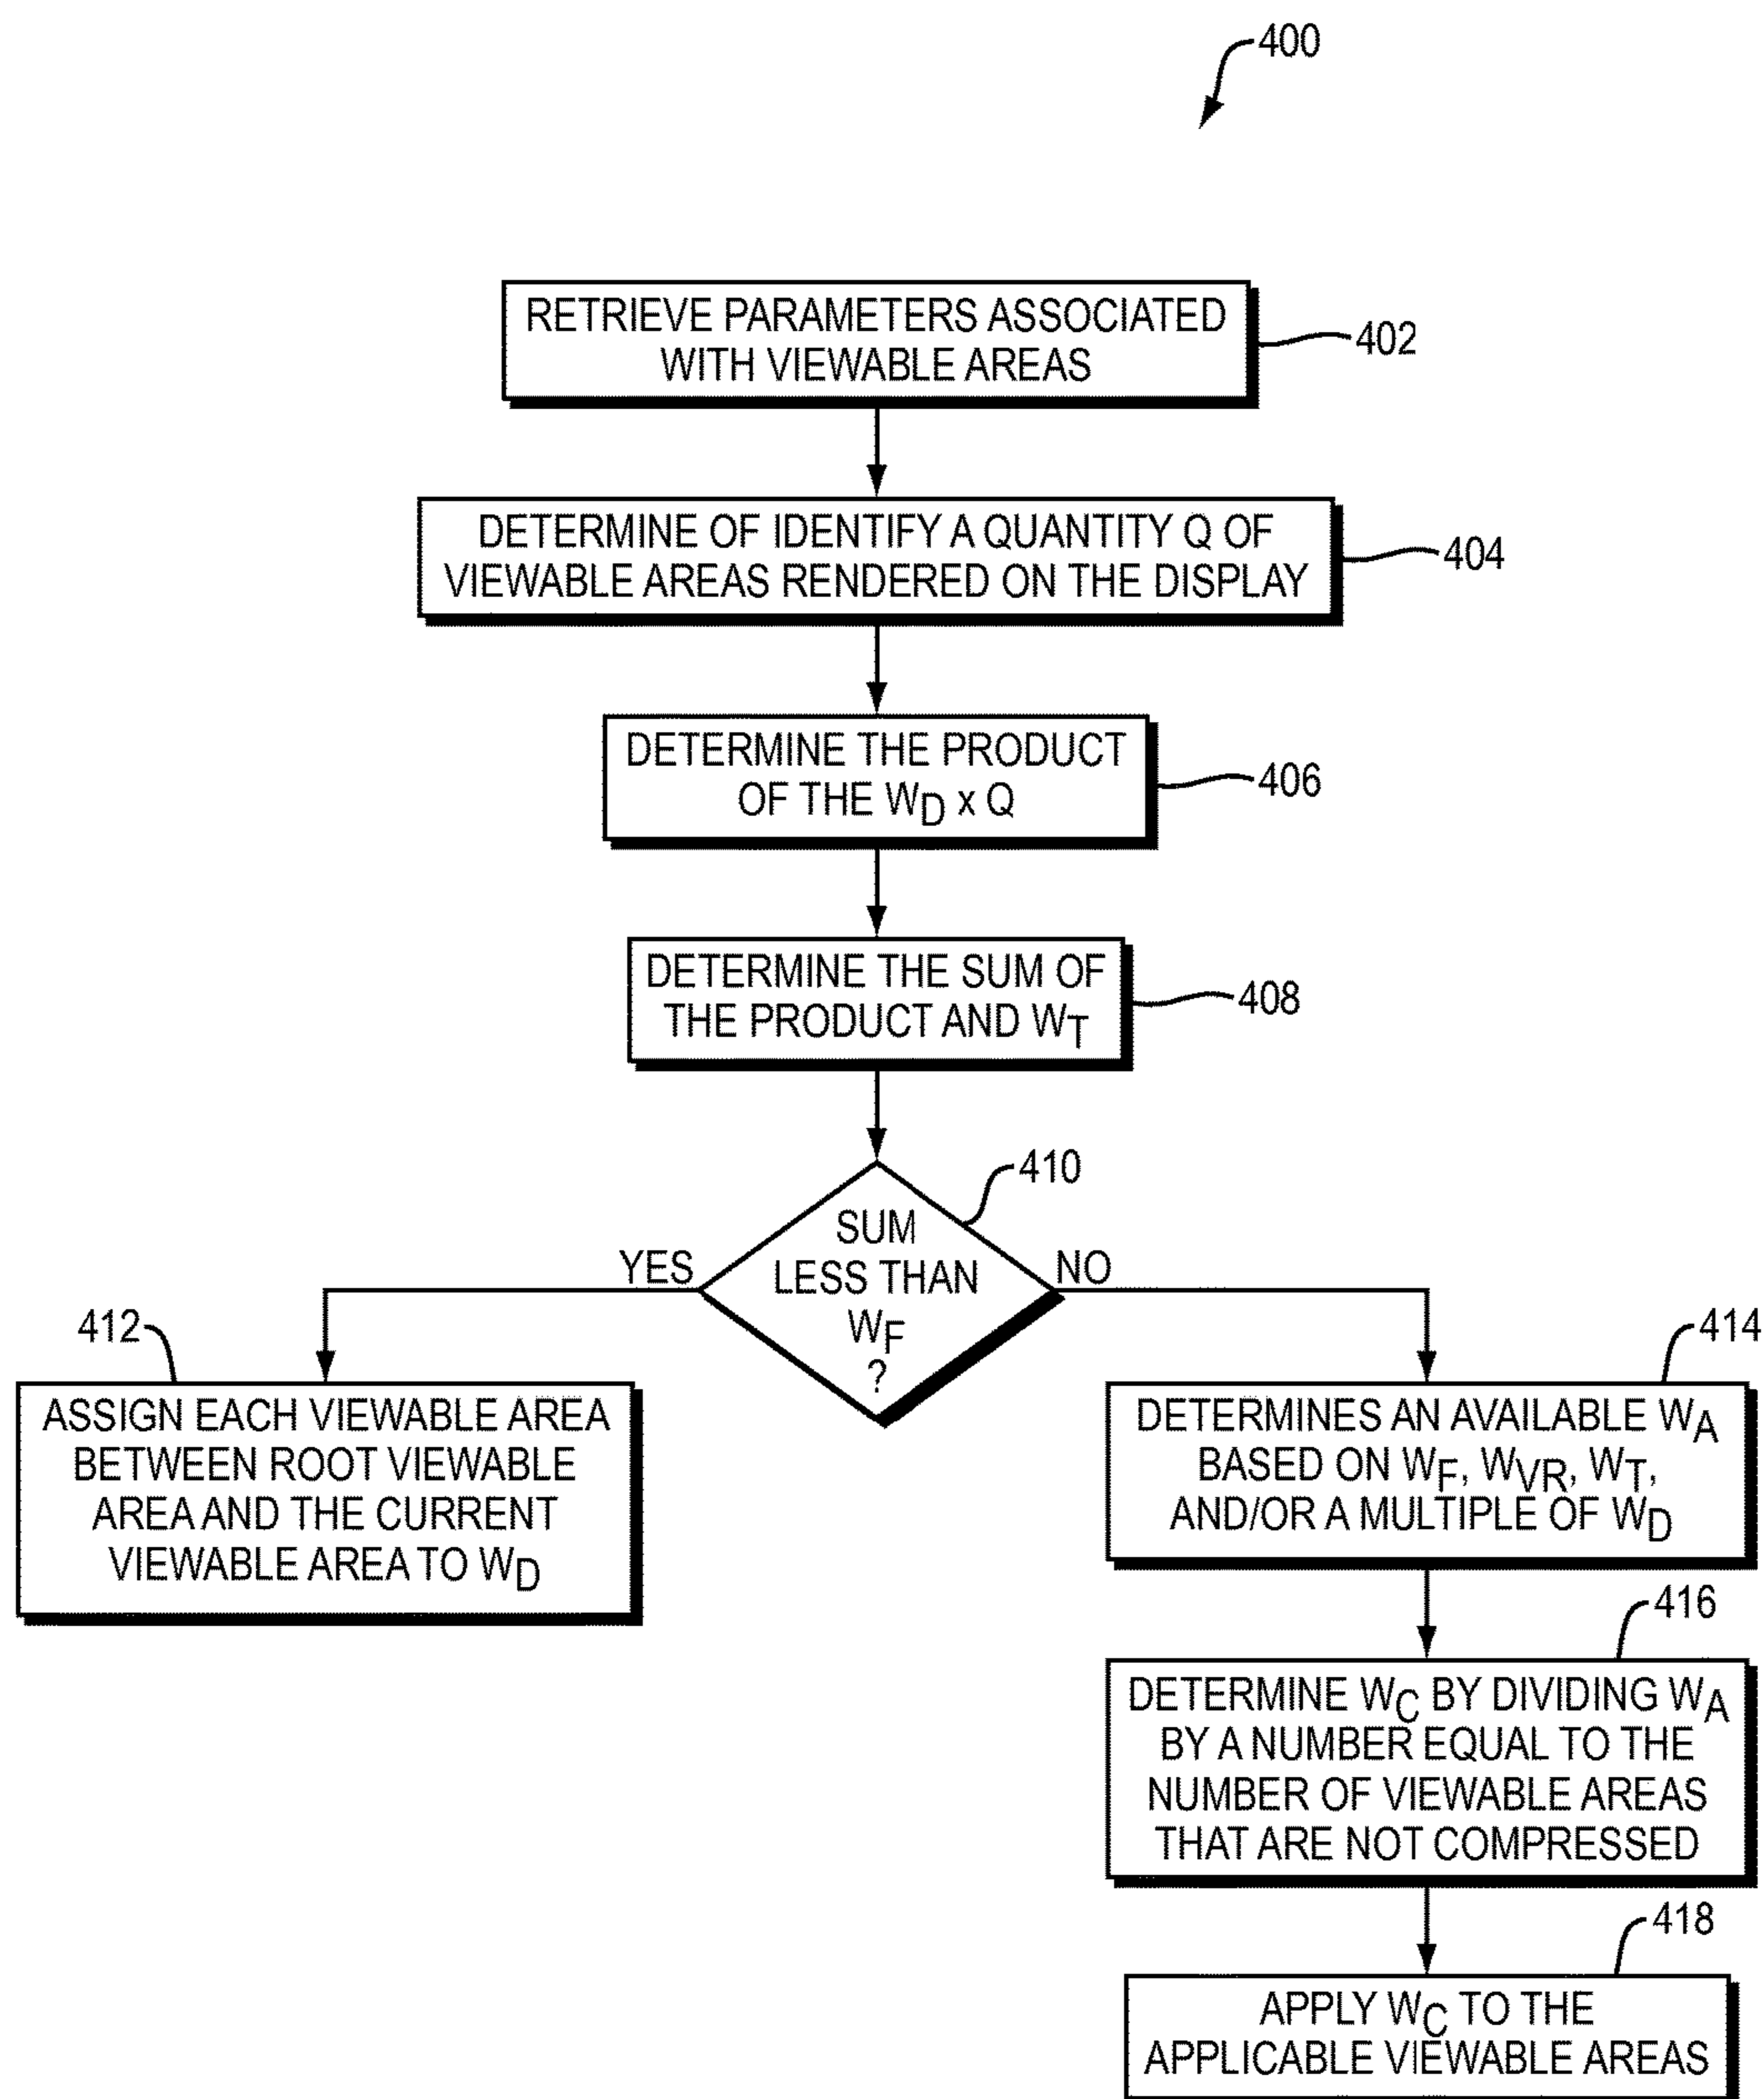 400
RETRIEVE PARAMETERS ASSOCIATED
WITH VIEWABLE AREAS
402
DETERMINE OF IDENTIFY A QUANTITY Q OF
VIEWABLE AREAS RENDERED ON THE DISPLAY
404
DETERMINE THE PRODUCT
OF THE WD x Q
406
DETERMINE THE SUM OF
THE PRODUCT AND WT
408
410
SUM
LESS THAN
WF
?
YES
NO
412
ASSIGN EACH VIEWABLE AREA
BETWEEN ROOT VIEWABLE
AREA AND THE CURRENT
VIEWABLE AREA TO WD
414
DETERMINES AN AVAILABLE WA
BASED ON WF, WVR, WT,
AND/OR A MULTIPLE OF WD
416
DETERMINE WC BY DIVIDING WA
BY A NUMBER EQUAL TO THE
NUMBER OF VIEWABLE AREAS
THAT ARE NOT COMPRESSED
418
APPLY WC TO THE
APPLICABLE VIEWABLE AREAS